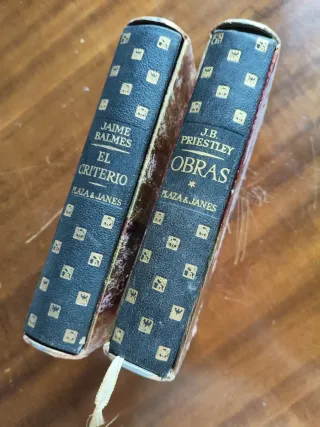 JAIME
BALMES
EL
CRITERIO
PLAZA & JANES
J.B.
PRIESTLEY
OBRAS
*
PLAZA & JANES